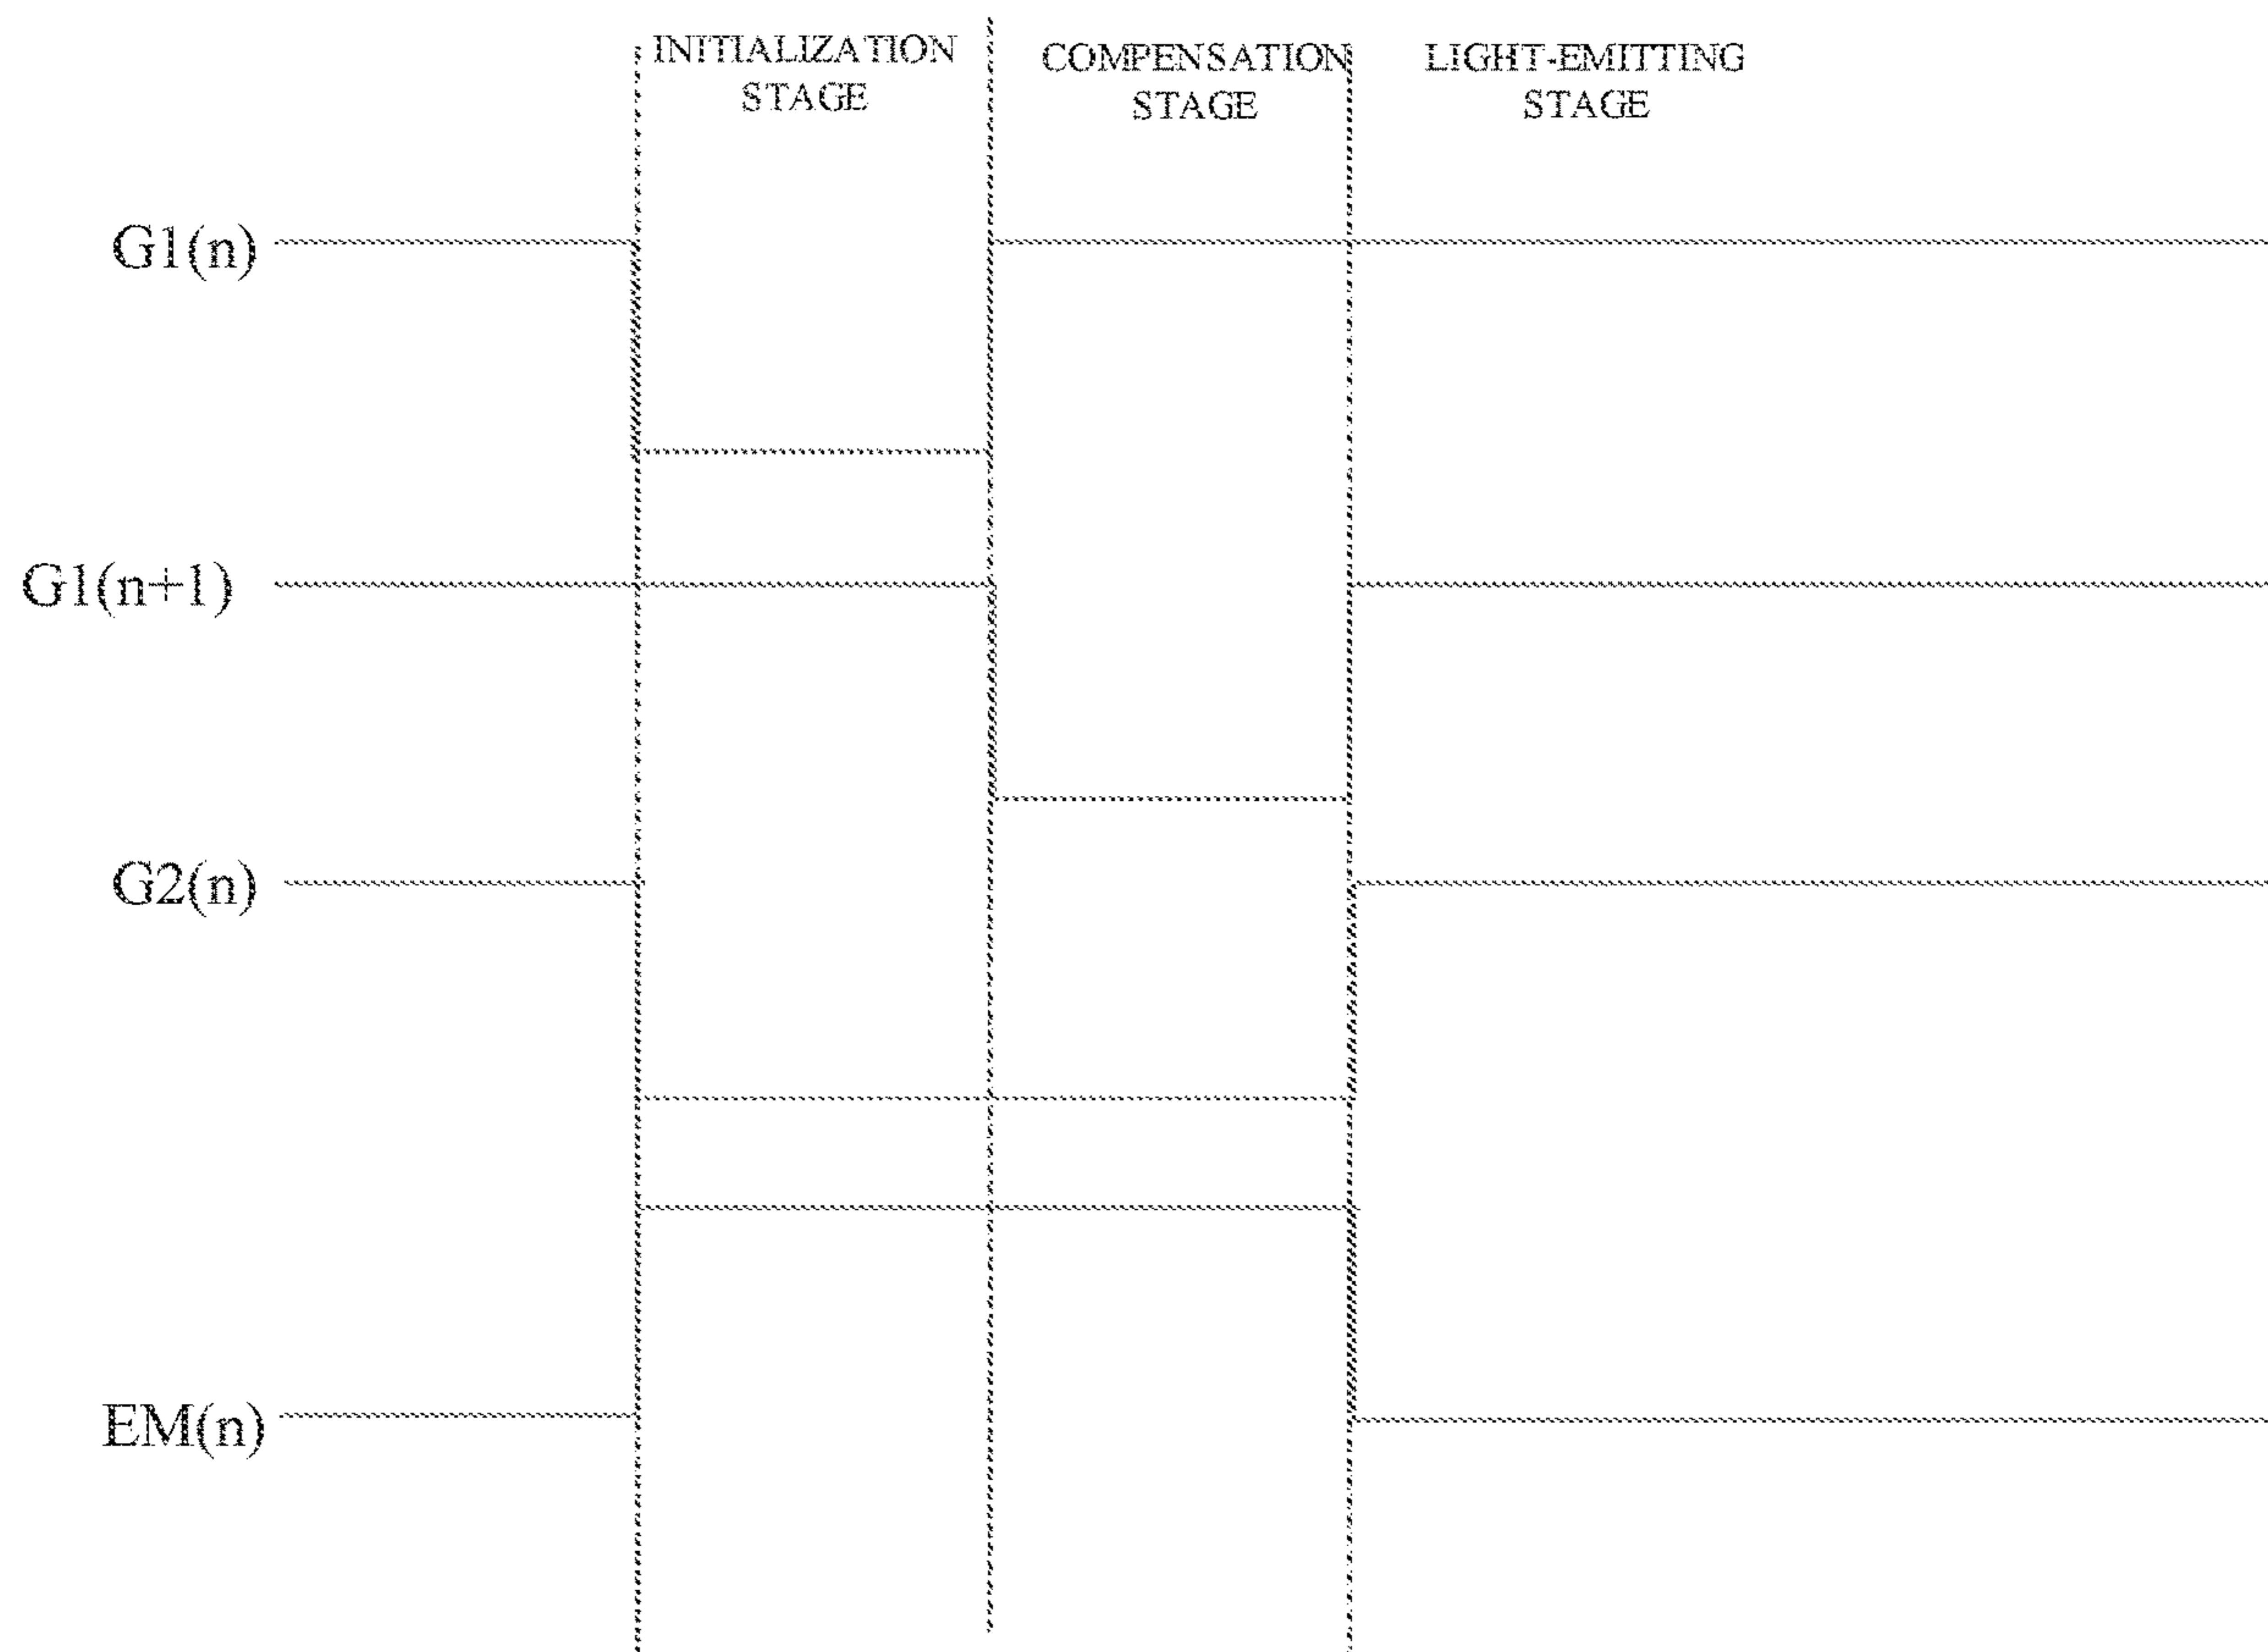 INITIALIZATION
STAGE
COMPENSATION
STAGE
LIGHT-EMITTING
STAGE
G1(n)
G1(n+1)
G2(n)
EM(n)